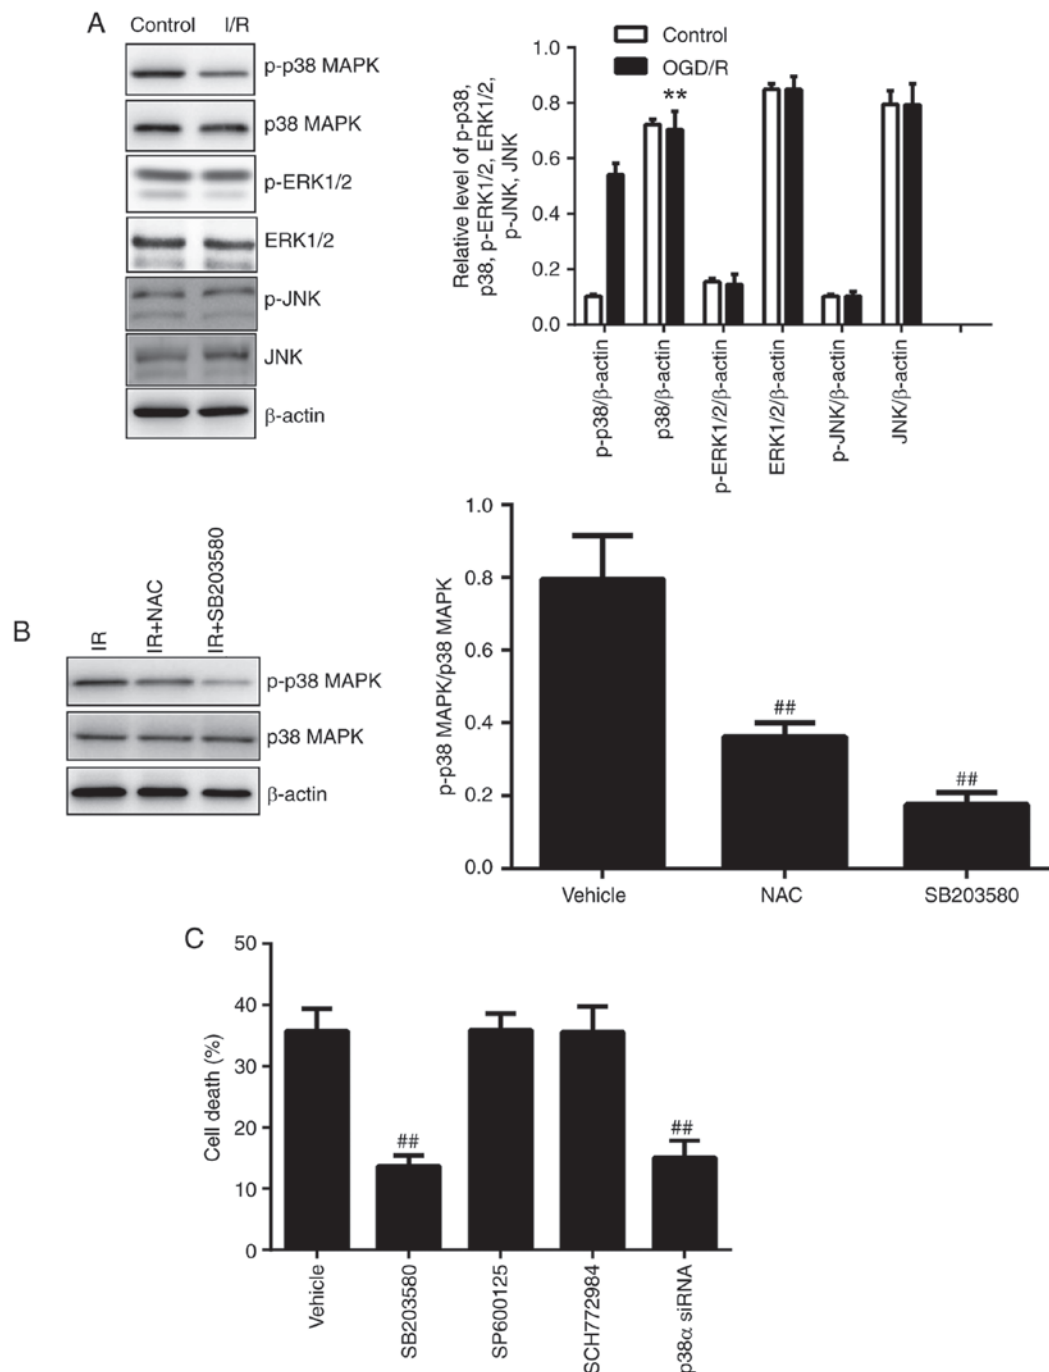 A
Control I/R
p-p38 MAPK
p38 MAPK
p-ERK1/2
ERK1/2
p-JNK
JNK
β-actin
Control
OGD/R
Relative level of p-p38,
p38, p-ERK1/2, ERK1/2,
p-JNK, JNK
1.0
0.8
0.6
0.4
0.2
0.0
**
p-p38/β-actin
p38/β-actin
p-ERK1/2/β-actin
ERK1/2/β-actin
p-JNK/β-actin
JNK/β-actin
B
IR
IR+NAC
IR+SB203580
p-p38 MAPK
p38 MAPK
β-actin
p-p38 MAPK/p38 MAPK
1.0
0.8
0.6
0.4
0.2
0.0
##
##
Vehicle NAC SB203580
C
Cell death (%)
50
40
30
20
10
0
##
##
Vehicle
SB203580
SP600125
SCH772984
p38α siRNA